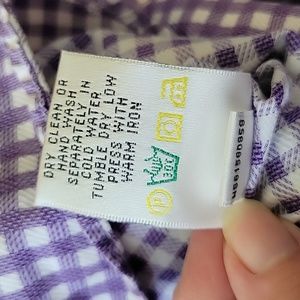 DRY CLEAN OR
HAND WASH
SEPARATELY IN
COLD WATER
TUMBLE DRY LOW
PRESS WITH
WARM IRON
P